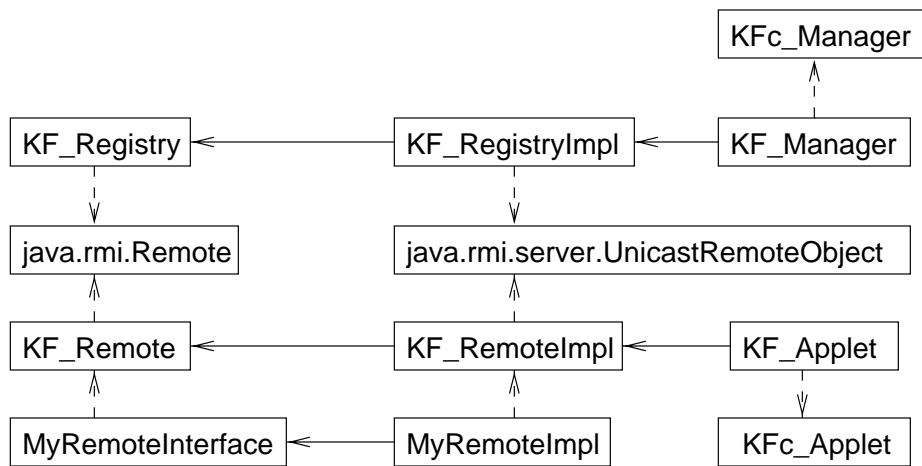 KFc_Manager
KF_Registry
KF_RegistryImpl
KF_Manager
java.rmi.Remote
java.rmi.server.UnicastRemoteObject
KF_Remote
KF_RemoteImpl
KF_Applet
MyRemoteInterface
MyRemoteImpl
KFc_Applet